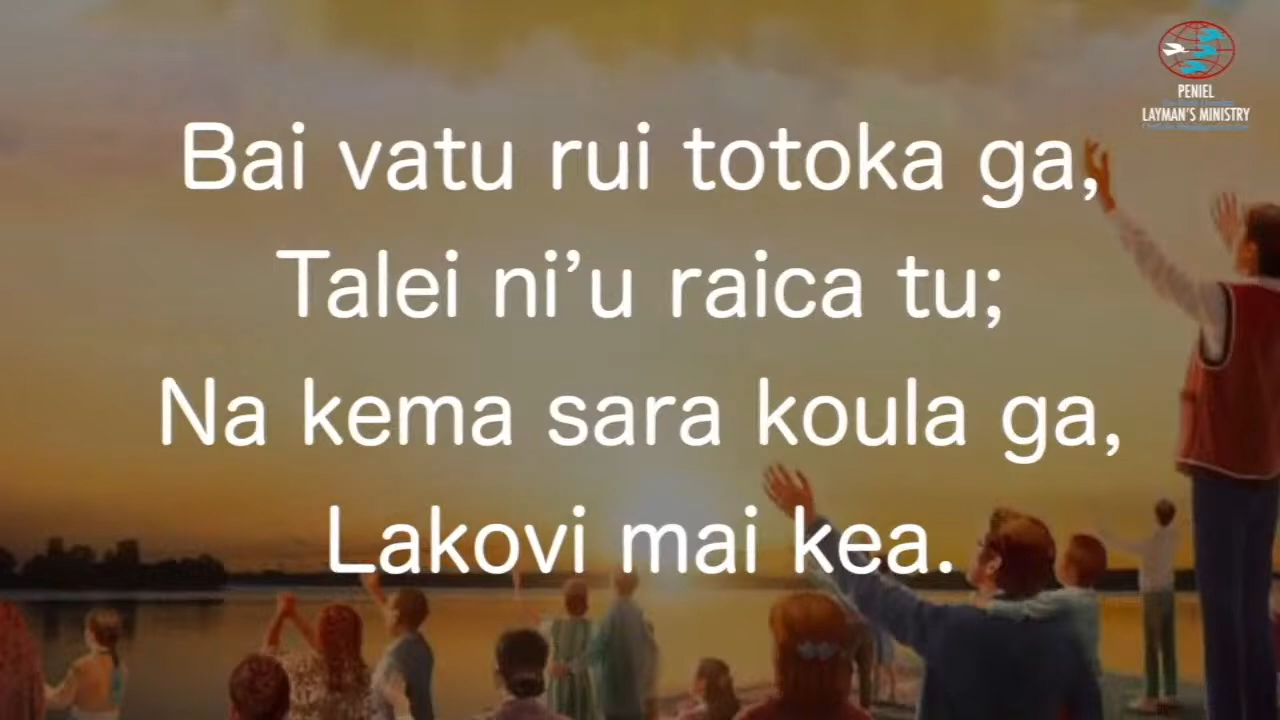 PENIEL
LAYMAN'S MINISTRY
Bai vatu rui totoka ga,
Talei ni’u raica tu;
Na kema sara koula ga,
Lakovi mai kea.